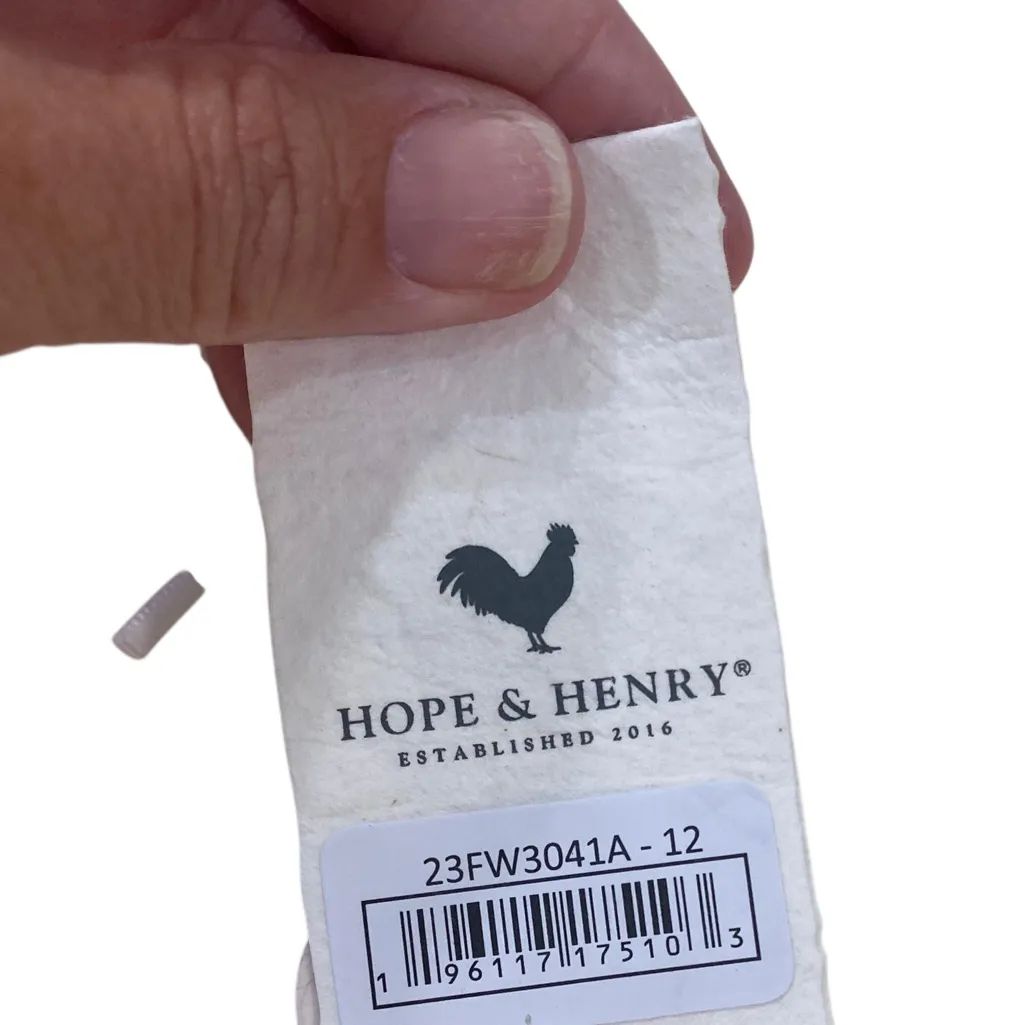 HOPE & HENRY®
ESTABLISHED 2016
23FW3041A - 12
1 96117 17510 3